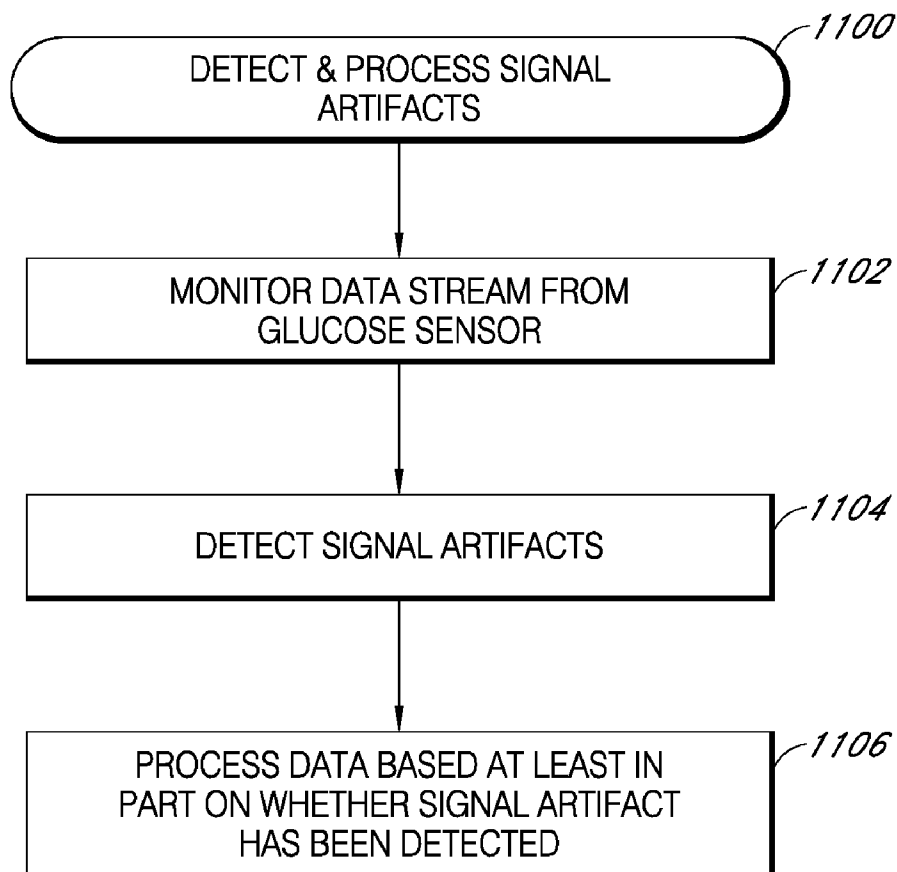 1100
DETECT & PROCESS SIGNAL
ARTIFACTS
1102
MONITOR DATA STREAM FROM
GLUCOSE SENSOR
1104
DETECT SIGNAL ARTIFACTS
1106
PROCESS DATA BASED AT LEAST IN
PART ON WHETHER SIGNAL ARTIFACT
HAS BEEN DETECTED